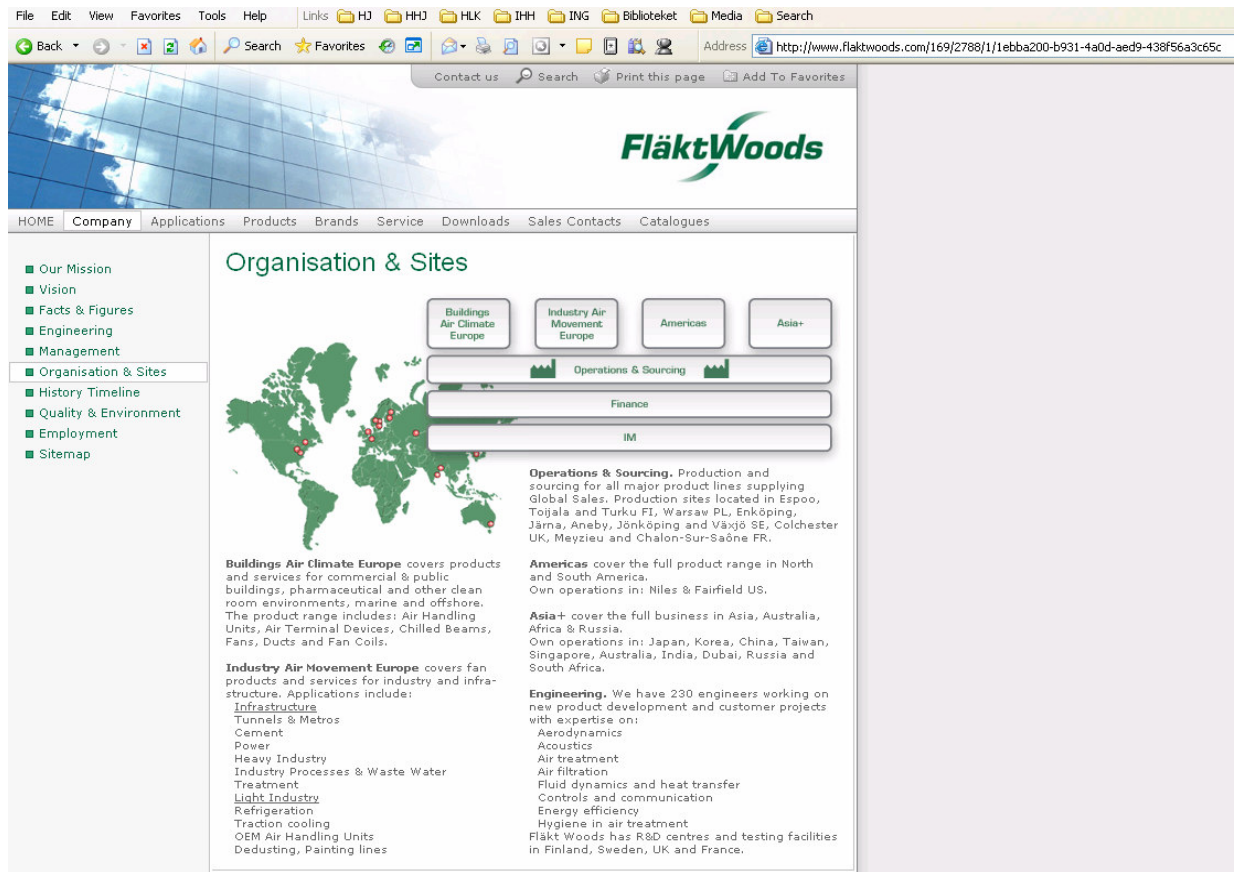 File Edit View Favorites Tools Help Links HJ HHJ HLK IHH ING Biblioteket Media Search
Back Search Favorites Address http://www.flaktwoods.com/169/2788/1/1ebba200-b931-4a0d-aed9-438f56a3c65c
Contact us Search Print this page Add To Favorites
FläktWoods
HOME Company Applications Products Brands Service Downloads Sales Contacts Catalogues
Our Mission
Vision
Facts & Figures
Engineering
Management
Organisation & Sites
History Timeline
Quality & Environment
Employment
Sitemap
Organisation & Sites
Buildings
Air Climate
Europe
Industry Air
Movement
Europe
Americas
Asia+
Operations & Sourcing
Finance
IM
Buildings Air Climate Europe covers products
and services for commercial & public
buildings, pharmaceutical and other clean
room environments, marine and offshore.
The product range includes: Air Handling
Units, Air Terminal Devices, Chilled Beams,
Fans, Ducts and Fan Coils.
Industry Air Movement Europe covers fan
products and services for industry and infra-
structure. Applications include:
Infrastructure
Tunnels & Metros
Cement
Power
Heavy Industry
Industry Processes & Waste Water
Treatment
Light Industry
Refrigeration
Traction cooling
OEM Air Handling Units
Dedusting, Painting lines
Operations & Sourcing. Production and
sourcing for all major product lines supplying
Global Sales. Production sites located in Espoo,
Toijala and Turku FI, Warsaw PL, Enköping,
Järna, Aneby, Jönköping and Växjö SE, Colchester
UK, Meyzieu and Chalon-Sur-Saône FR.
Americas cover the full product range in North
and South America.
Own operations in: Niles & Fairfield US.
Asia+ cover the full business in Asia, Australia,
Africa & Russia.
Own operations in: Japan, Korea, China, Taiwan,
Singapore, Australia, India, Dubai, Russia and
South Africa.
Engineering. We have 230 engineers working on
new product development and customer projects
with expertise on:
Aerodynamics
Acoustics
Air treatment
Air filtration
Fluid dynamics and heat transfer
Controls and communication
Energy efficiency
Hygiene in air treatment
Fläkt Woods has R&D centres and testing facilities
in Finland, Sweden, UK and France.